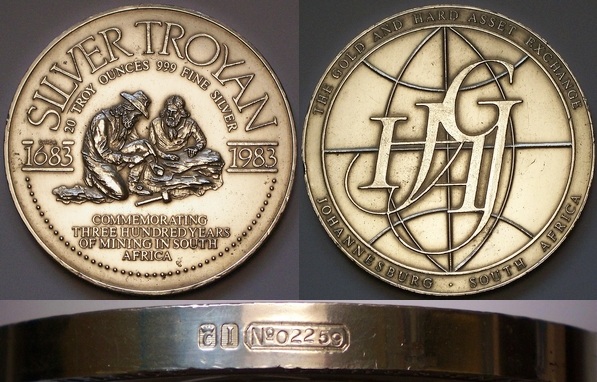 SILVER TROYAN
20 TROY OUNCES 999 FINE SILVER
1683
1983
COMMEMORATING
THREE HUNDRED YEARS
OF MINING IN SOUTH
AFRICA
THE GOLD AND HARD ASSET EXCHANGE
JOHANNESBURG · SOUTH AFRICA
Nº02259